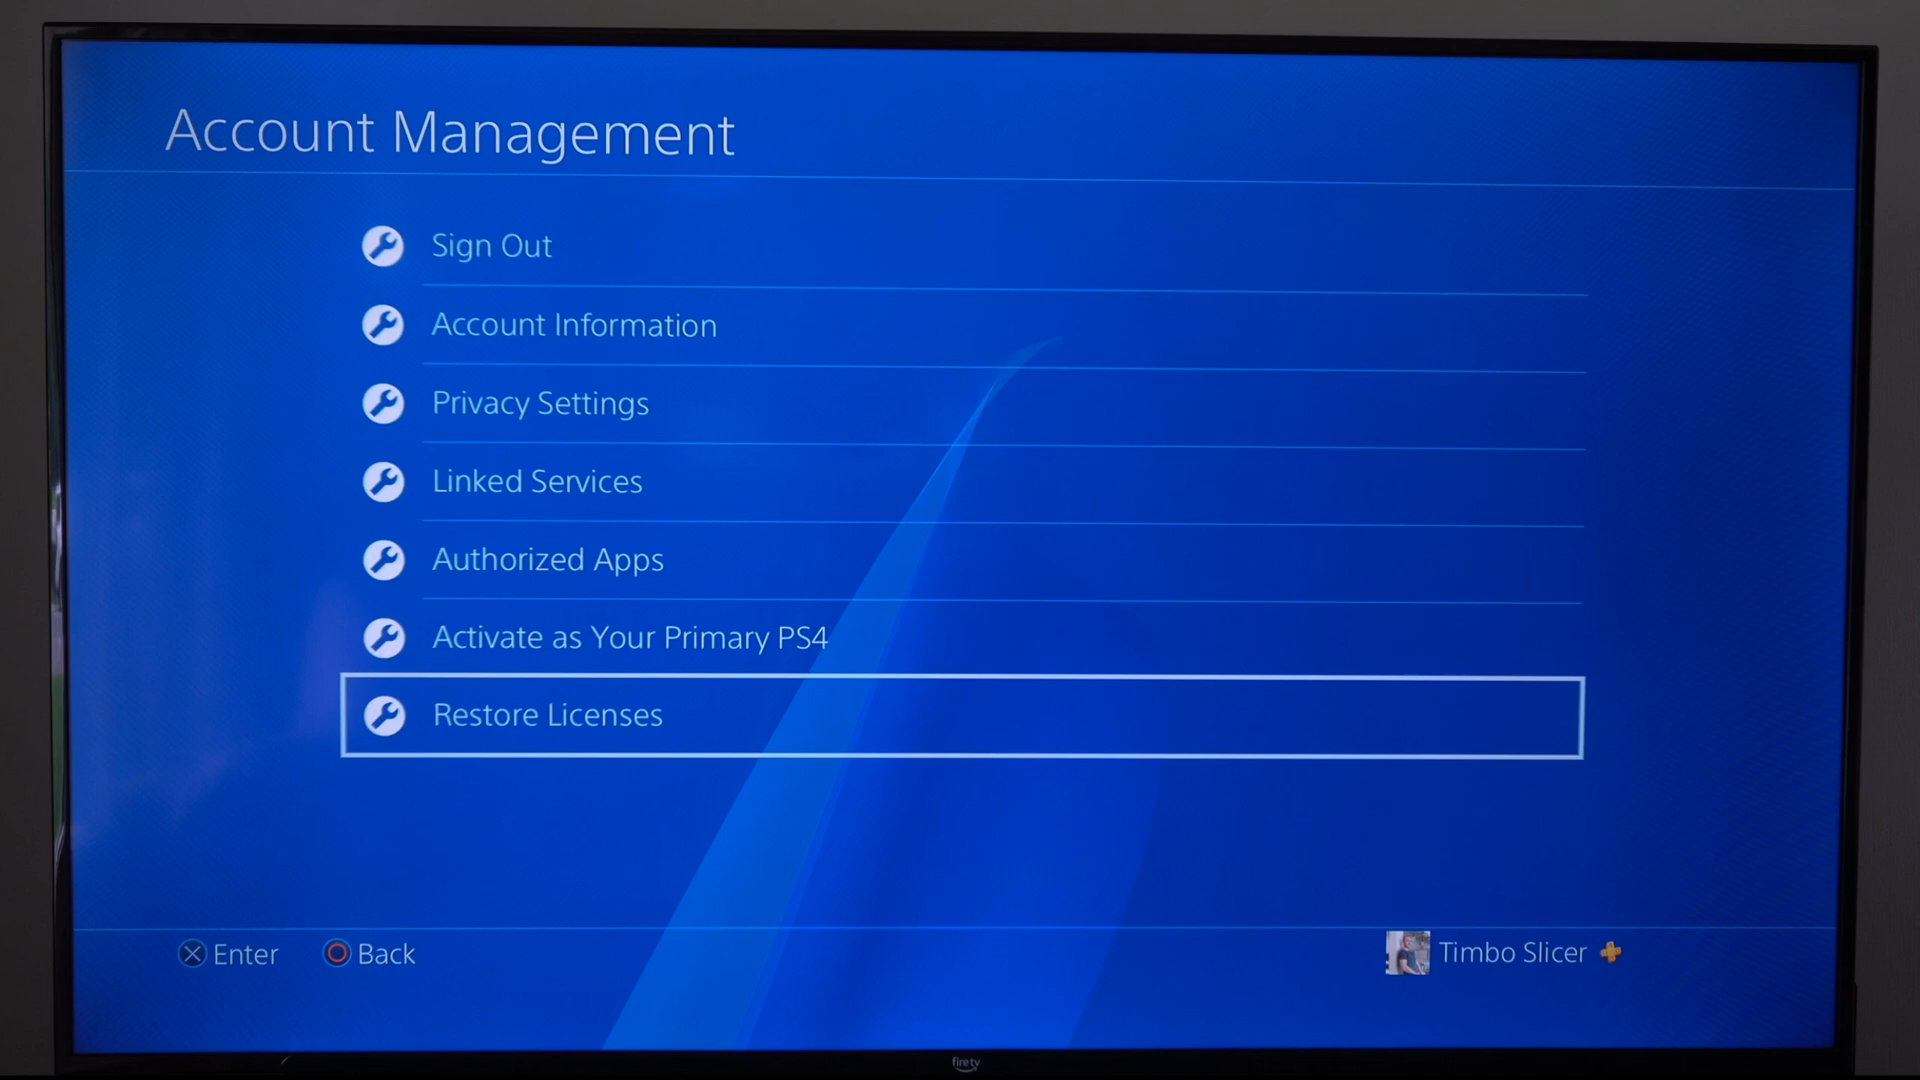 Account Management
Sign Out
Account Information
Privacy Settings
Linked Services
Authorized Apps
Activate as Your Primary PS4
Restore Licenses
Enter
Back
Timbo Slicer
firetv